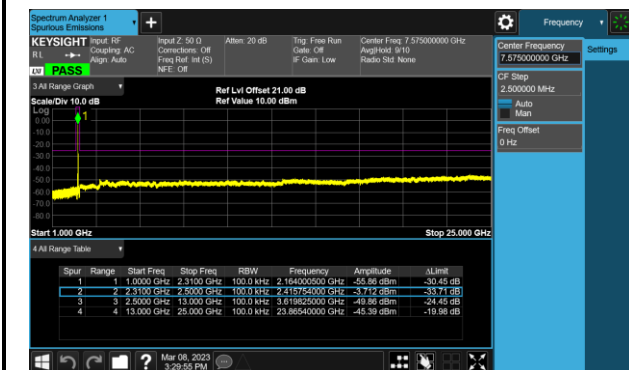 Spectrum Analyzer 1
Spurious Emissions
Frequency
KEYSIGHT
Input: RF
Coupling: AC
Align: Auto
Input Z: 50 Ω
Corrections: Off
Freq Ref: Int (S)
NFE: Off
Atten: 20 dB
Trig: Free Run
Gate: Off
IF Gain: Low
Center Freq: 7.575000000 GHz
Avg|Hold: 9/10
Radio Std: None
RL
LNI PASS
Center Frequency
7.575000000 GHz
Settings
CF Step
2.500000 MHz
Auto
Man
Freq Offset
0 Hz
3 All Range Graph
Scale/Div 10.0 dB
Ref Lvl Offset 21.00 dB
Ref Value 10.00 dBm
Log
1
0.00
-10.0
-20.0
-30.0
-40.0
-50.0
-60.0
-70.0
-80.0
Start 1.000 GHz
Stop 25.000 GHz
4 All Range Table
Spur Range Start Freq Stop Freq RBW Frequency Amplitude ΔLimit
1 1 1.0000 GHz 2.3100 GHz 100.0 kHz 2.164000500 GHz -55.86 dBm -30.45 dB
2 2 2.3100 GHz 2.5000 GHz 100.0 kHz 2.415754000 GHz -3.712 dBm -33.71 dB
3 3 2.5000 GHz 13.000 GHz 100.0 kHz 3.619825000 GHz -49.86 dBm -24.45 dB
4 4 13.000 GHz 25.000 GHz 100.0 kHz 23.86540000 GHz -45.39 dBm -19.98 dB
?
Mar 08, 2023
3:29:55 PM